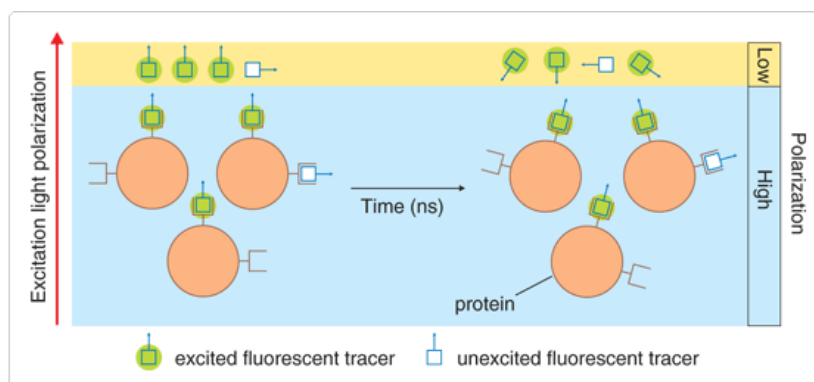 Excitation light polarization
Low
High
Polarization
Time (ns)
protein
excited fluorescent tracer
unexcited fluorescent tracer